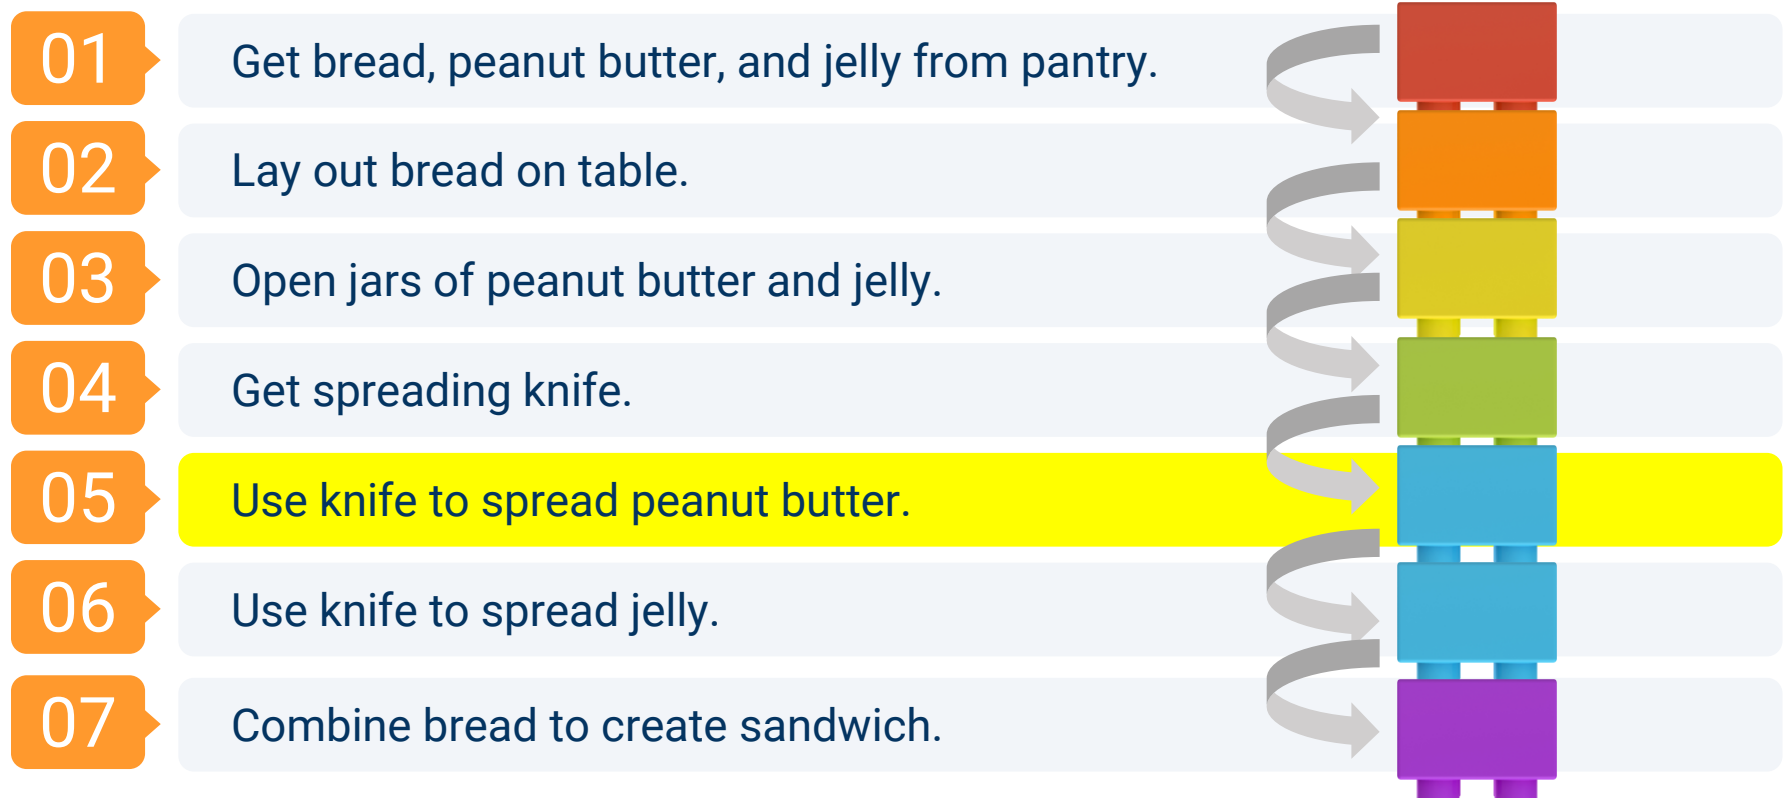 01 Get bread, peanut butter, and jelly from pantry.
02 Lay out bread on table.
03 Open jars of peanut butter and jelly.
04 Get spreading knife.
05 Use knife to spread peanut butter.
06 Use knife to spread jelly.
07 Combine bread to create sandwich.